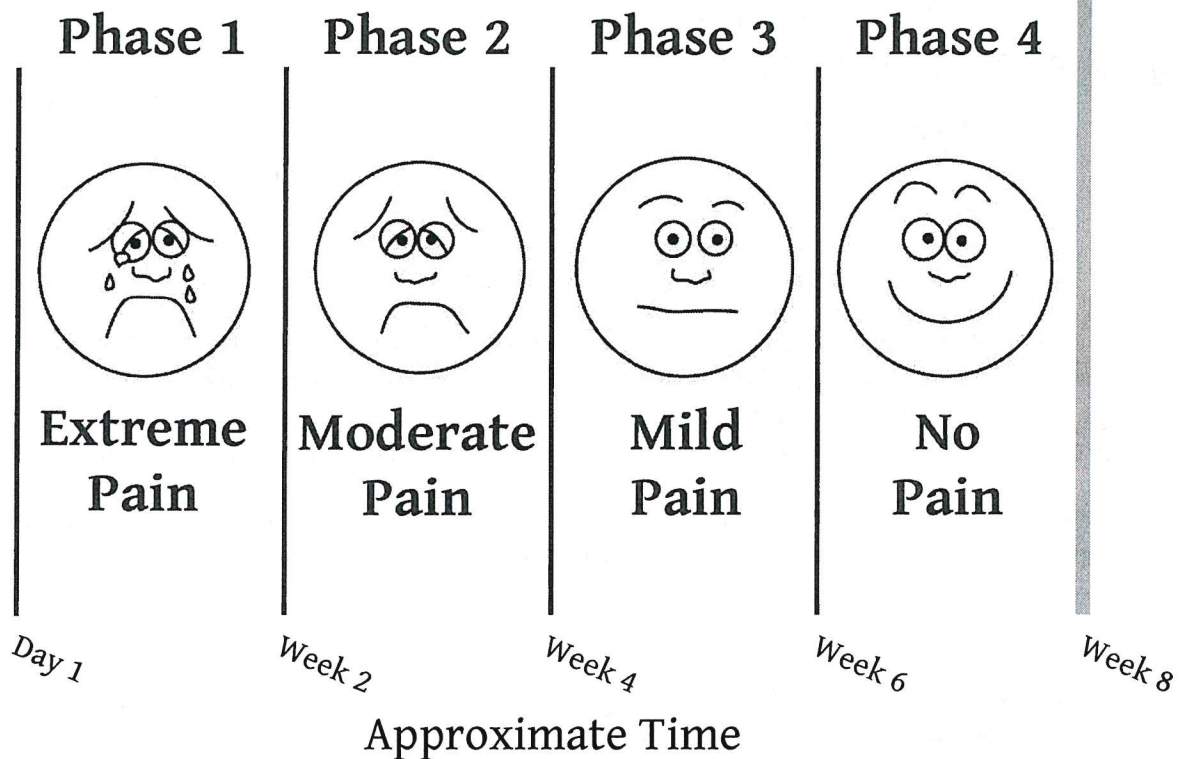 Phase 1
Phase 2
Phase 3
Phase 4
Extreme
Pain
Moderate
Pain
Mild
Pain
No
Pain
Day 1
Week 2
Week 4
Week 6
Week 8
Approximate Time